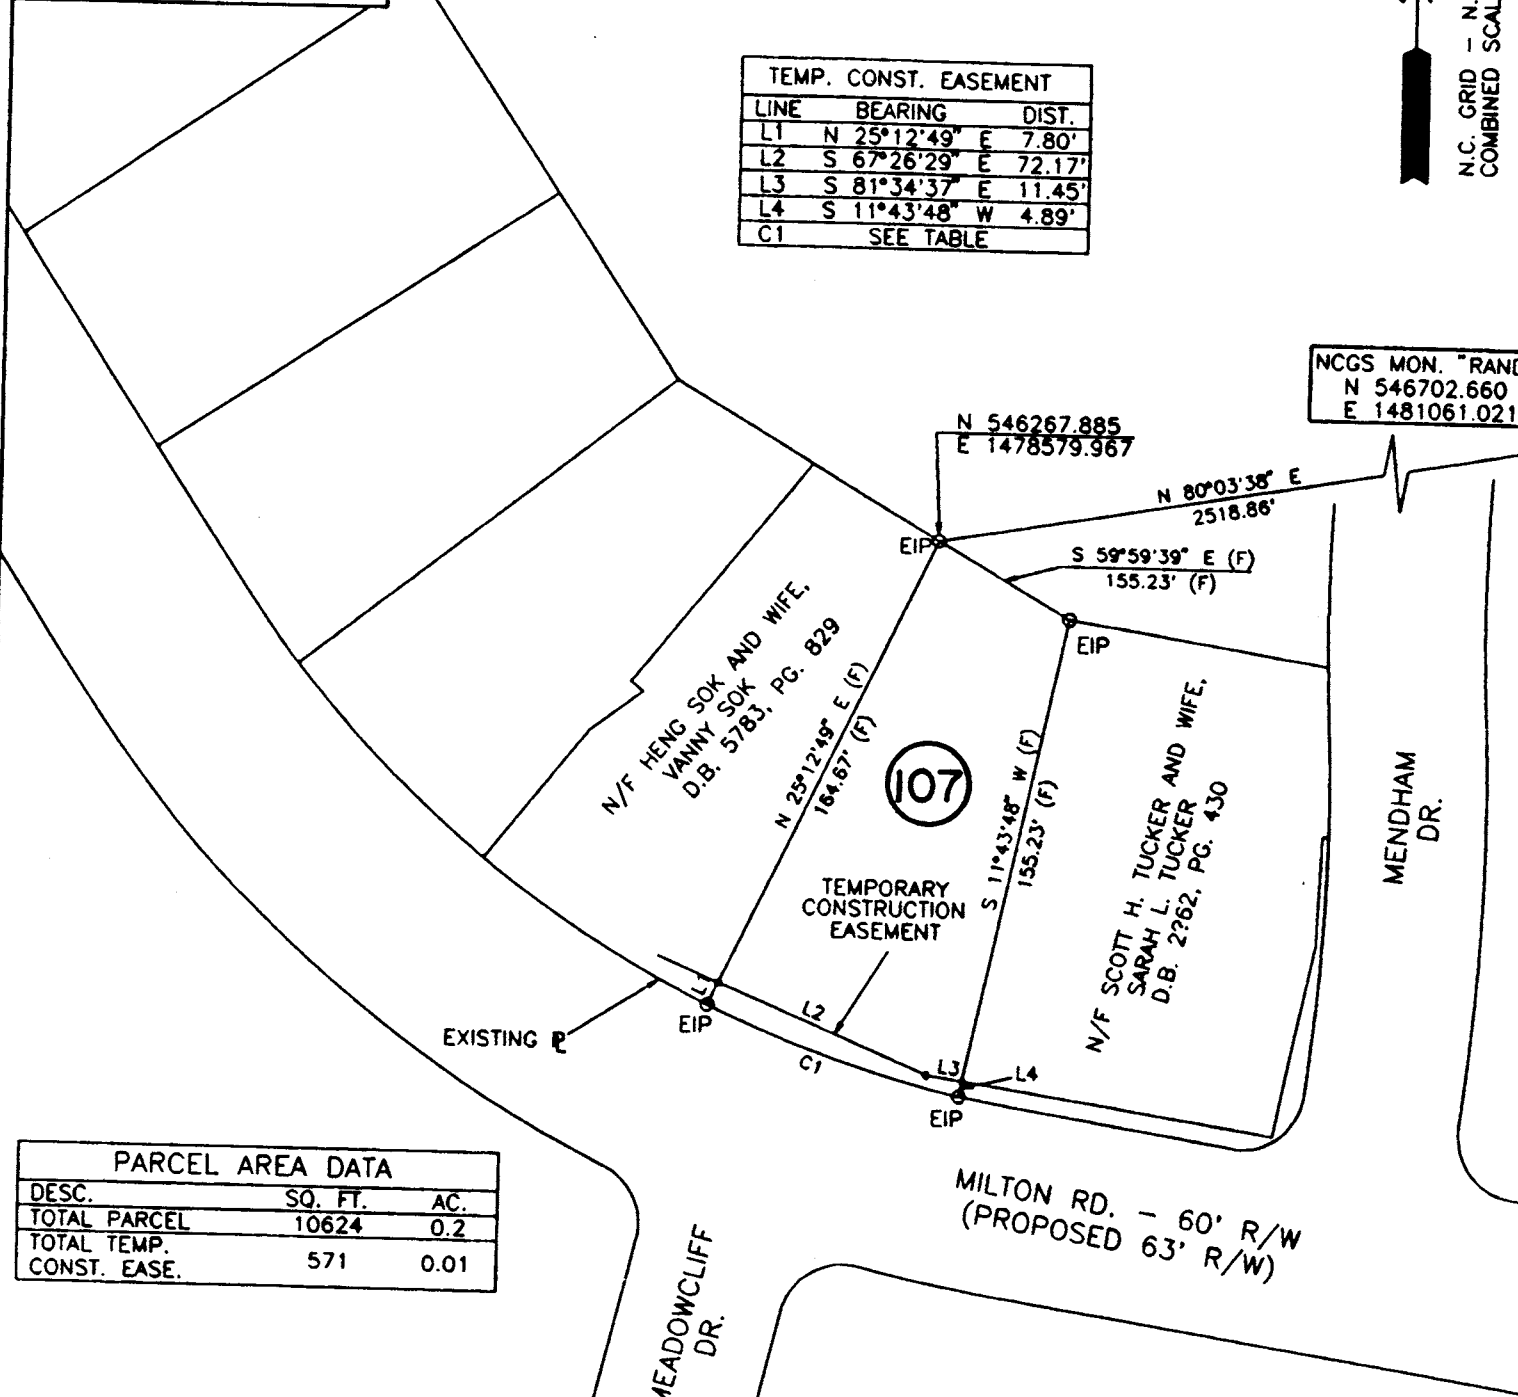 TEMP. CONST. EASEMENT
LINE BEARING DIST.
L1 N 25°12'49" E 7.80'
L2 S 67°26'29" E 72.17'
L3 S 81°34'37" E 11.45'
L4 S 11°43'48" W 4.89'
C1 SEE TABLE
N.C. GRID - N.
COMBINED SCAL
NCGS MON. "RAND
N 546702.660
E 1481061.021
N 546267.885
E 1478579.967
N 80°03'38" E
2518.86'
EIP
S 59°59'39" E (F)
155.23' (F)
EIP
N/F HENG SOK AND WIFE,
VANNY SOK
D.B. 5783, PG. 829
N 25°12'49" E (F)
164.67' (F)
107
S 11°43'48" W (F)
155.23' (F)
N/F SCOTT H. TUCKER AND WIFE,
SARAH L. TUCKER
D.B. 2?62, PG. 430
MENDHAM
DR.
TEMPORARY
CONSTRUCTION
EASEMENT
L1
L2
EIP
EXISTING PL
C1
L3
L4
EIP
PARCEL AREA DATA
DESC. SQ. FT. AC.
TOTAL PARCEL 10624 0.2
TOTAL TEMP.
CONST. EASE. 571 0.01
MILTON RD. - 60' R/W
(PROPOSED 63' R/W)
MEADOWCLIFF
DR.